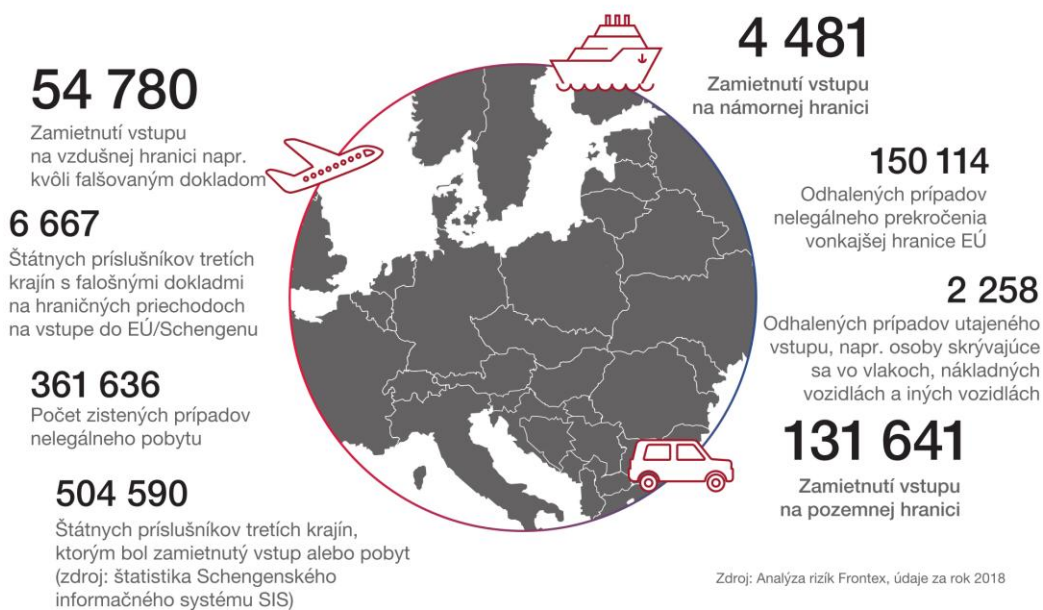 54 780
Zamietnutí vstupu
na vzdušnej hranici napr.
kvôli falšovaným dokladom
6 667
Štátnych príslušníkov tretích
krajín s falošnými dokladmi
na hraničných priechodoch
na vstupe do EÚ/Schengenu
361 636
Počet zistených prípadov
nelegálneho pobytu
504 590
Štátnych príslušníkov tretích krajín,
ktorým bol zamietnutý vstup alebo pobyt
(zdroj: štatistika Schengenského
informačného systému SIS)
4 481
Zamietnutí vstupu
na námornej hranici
150 114
Odhalených prípadov
nelegálneho prekročenia
vonkajšej hranice EÚ
2 258
Odhalených prípadov utajeného
vstupu, napr. osoby skrývajúce
sa vo vlakoch, nákladných
vozidlách a iných vozidlách
131 641
Zamietnutí vstupu
na pozemnej hranici
Zdroj: Analýza rizík Frontex, údaje za rok 2018